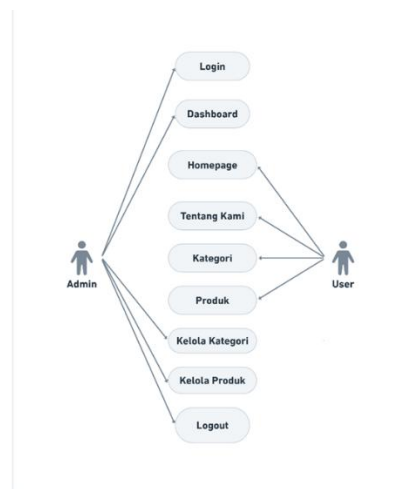 Login
Dashboard
Homepage
Tentang Kami
Kategori
Admin
User
Produk
Kelola Kategori
Kelola Produk
Logout